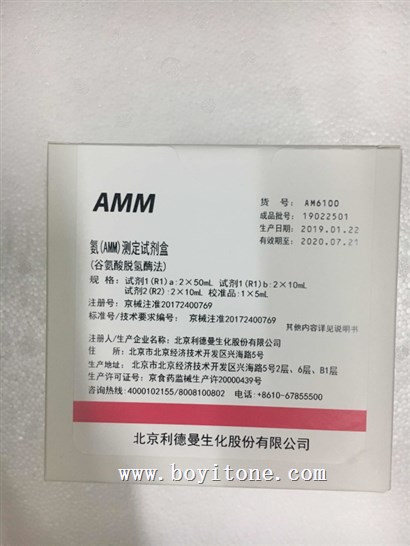 AMM
货 号: AM6100
成品批号: 19022501
生产日期: 2019.01.22
有效期至: 2020.07.21
氨(AMM)测定试剂盒
(谷氨酸脱氢酶法)
规 格: 试剂1(R1)a:2×50mL 试剂1(R1)b:2×10mL
试剂2(R2):2×10mL 校准品:1×5mL
注册号: 京械注准20172400769
标准号/技术要求编号: 京械注准20172400769
其他内容详见说明书
注册人/生产企业名称: 北京利德曼生化股份有限公司
住 所: 北京市北京经济技术开发区兴海路5号
生产地址: 北京市北京经济技术开发区兴海路5号2层、6层、B1层
生产许可证号: 京食药监械生产许20000439号
咨询热线: 4000102155/8008100802 电话: +8610-67855500
北京利德曼生化股份有限公司
www.boyitone.com